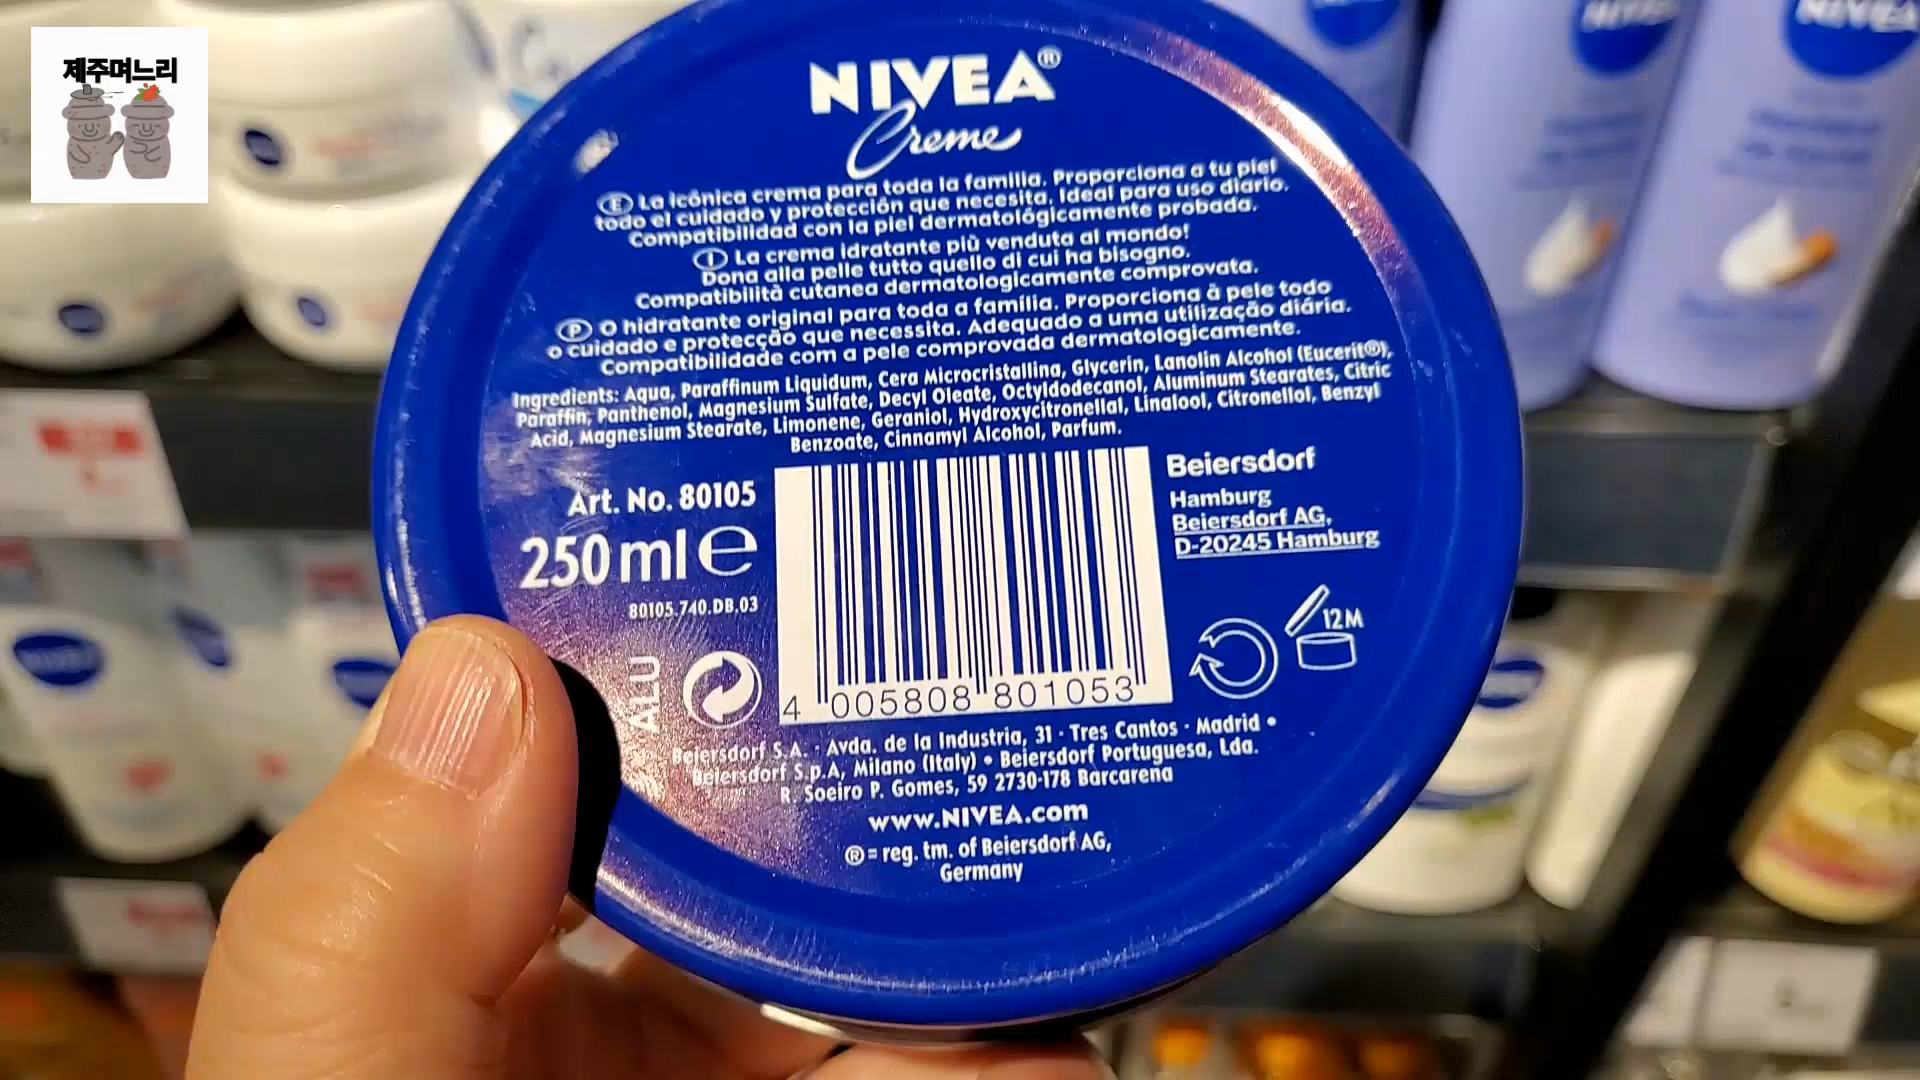 제주며느리
NIVEA®
Creme
Ⓔ La icónica crema para toda la familia. Proporciona a tu piel
todo el cuidado y protección que necesita. Ideal para uso diario.
Compatibilidad con la piel dermatológicamente probada.
Ⓘ La crema idratante più venduta al mondo!
Dona alla pelle tutto quello di cui ha bisogno.
Compatibilità cutanea dermatologicamente comprovata.
Ⓟ O hidratante original para toda a família. Proporciona à pele todo
o cuidado e protecção que necessita. Adequado a uma utilização diária.
Compatibilidade com a pele comprovada dermatologicamente.
Ingredients: Aqua, Paraffinum Liquidum, Cera Microcristallina, Glycerin, Lanolin Alcohol (Eucerit®),
Paraffin, Panthenol, Magnesium Sulfate, Decyl Oleate, Octyldodecanol, Aluminum Stearates, Citric
Acid, Magnesium Stearate, Limonene, Geraniol, Hydroxycitronellal, Linalool, Citronellol, Benzyl
Benzoate, Cinnamyl Alcohol, Parfum.
Art. No. 80105
250 ml e
80105.740.DB.03
ALU
4 005808 801053
Beiersdorf
Hamburg
Beiersdorf AG,
D-20245 Hamburg
12M
Beiersdorf S.A. · Avda. de la Industria, 31 · Tres Cantos · Madrid •
Beiersdorf S.p.A, Milano (Italy) • Beiersdorf Portuguesa, Lda.
R. Soeiro P. Gomes, 59 2730-178 Barcarena
www.NIVEA.com
® = reg. tm. of Beiersdorf AG,
Germany
NIVEA
NIVEA
NIVEA